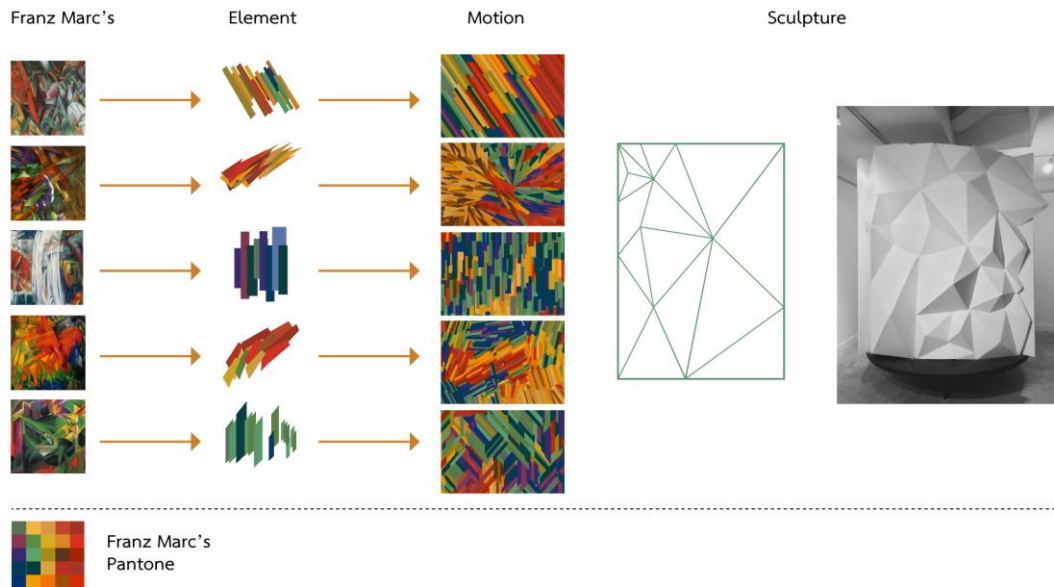 Franz Marc's
Element
Motion
Sculpture
Franz Marc's
Pantone